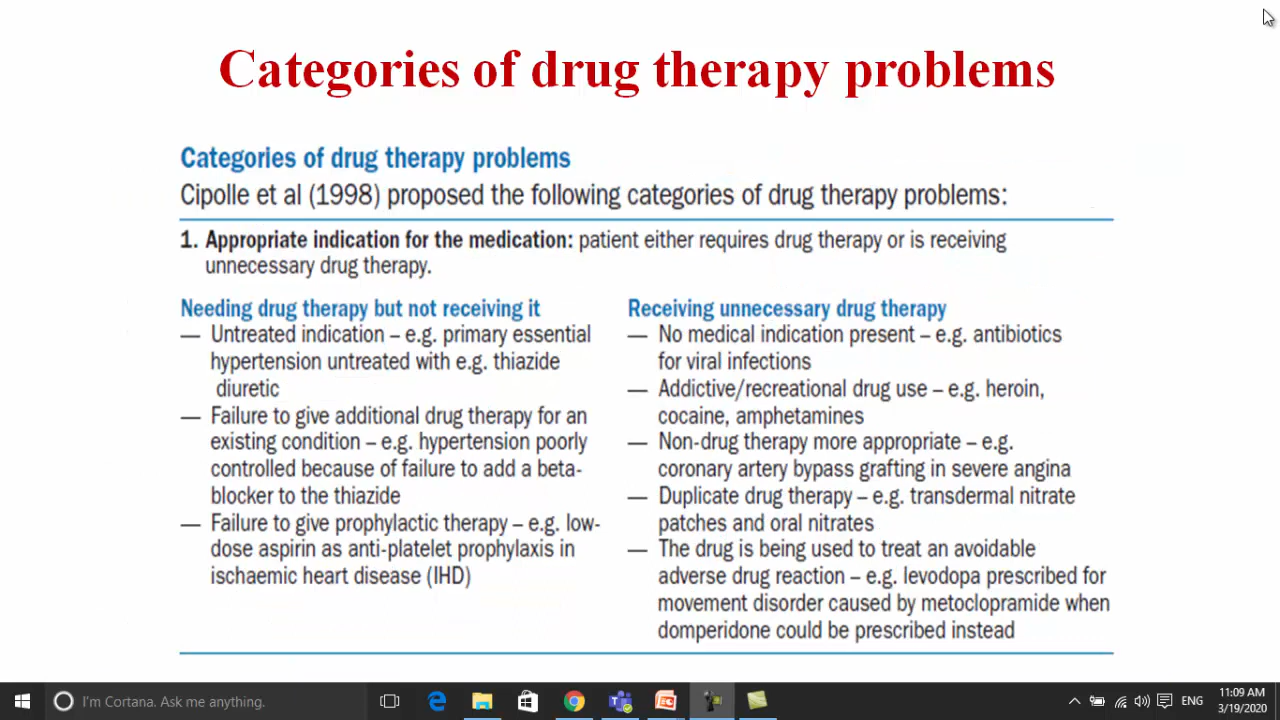 Categories of drug therapy problems
Categories of drug therapy problems
Cipolle et al (1998) proposed the following categories of drug therapy problems:
1. Appropriate indication for the medication: patient either requires drug therapy or is receiving
unnecessary drug therapy.
Needing drug therapy but not receiving it
— Untreated indication – e.g. primary essential
hypertension untreated with e.g. thiazide
diuretic
— Failure to give additional drug therapy for an
existing condition – e.g. hypertension poorly
controlled because of failure to add a beta-
blocker to the thiazide
— Failure to give prophylactic therapy – e.g. low-
dose aspirin as anti-platelet prophylaxis in
ischaemic heart disease (IHD)
Receiving unnecessary drug therapy
— No medical indication present – e.g. antibiotics
for viral infections
— Addictive/recreational drug use – e.g. heroin,
cocaine, amphetamines
— Non-drug therapy more appropriate – e.g.
coronary artery bypass grafting in severe angina
— Duplicate drug therapy – e.g. transdermal nitrate
patches and oral nitrates
— The drug is being used to treat an avoidable
adverse drug reaction – e.g. levodopa prescribed for
movement disorder caused by metoclopramide when
domperidone could be prescribed instead
I'm Cortana. Ask me anything.
ENG
11:09 AM
3/19/2020